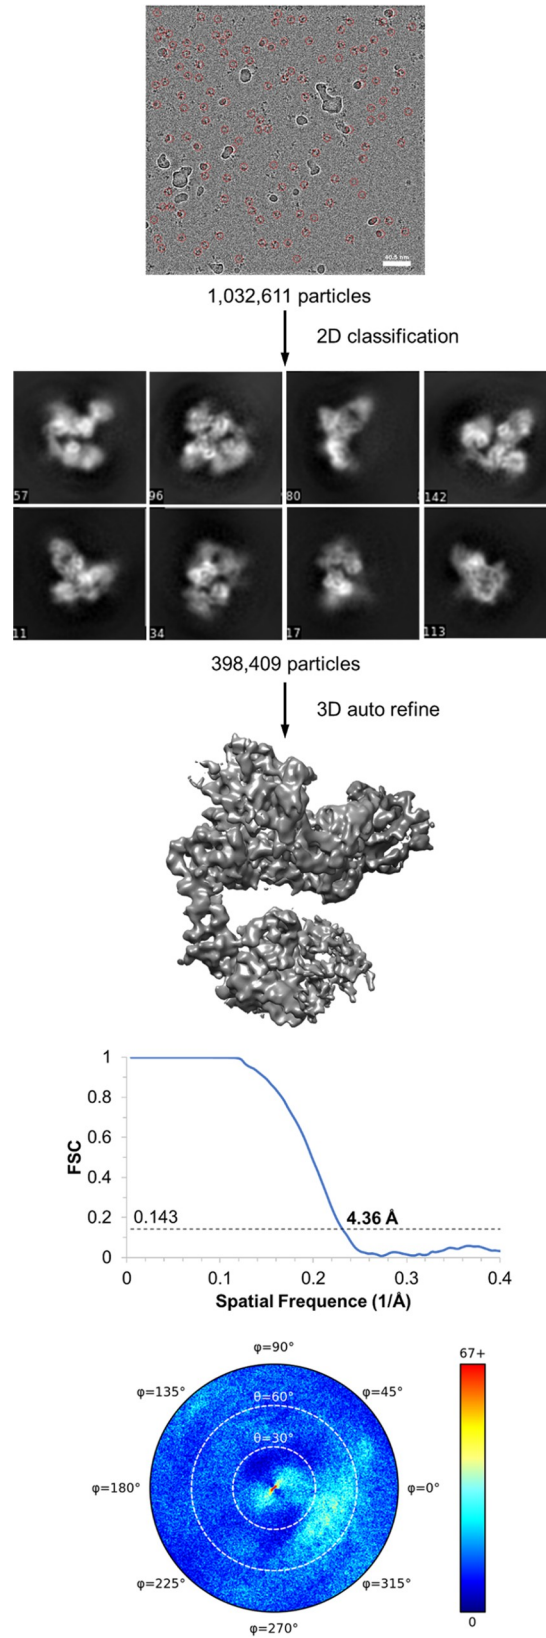 40.5 nm
1,032,611 particles
2D classification
57
96
80
142
11
34
17
113
398,409 particles
3D auto refine
1
0.8
0.6
0.4
0.2
0
FSC
0.143
4.36 Å
0
0.1
0.2
0.3
0.4
Spatial Frequence (1/Å)
φ=90°
67+
φ=135°
θ=60°
φ=45°
θ=30°
φ=180°
φ=0°
φ=225°
φ=315°
φ=270°
0